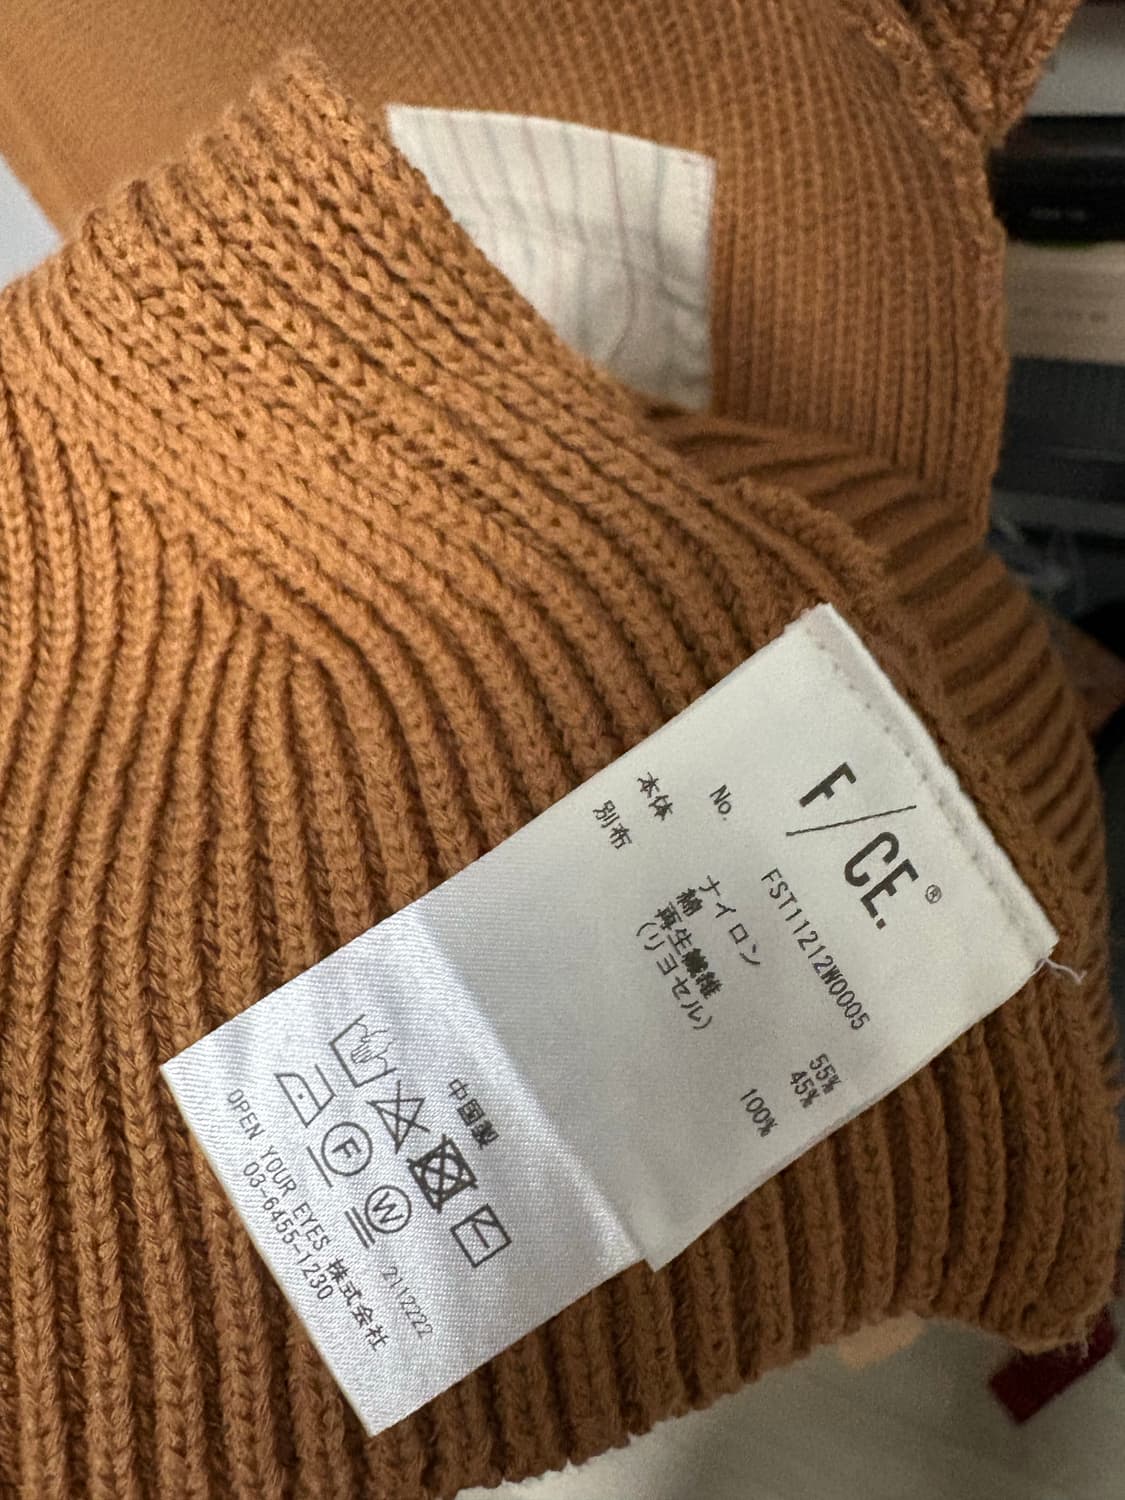 F/CE.®
No. FST11212W0005
本体 ナイロン 55%
綿 45%
別布 再生繊維 100%
(リヨセル)
中国製
F
W
2112222
OPEN YOUR EYES 株式会社
03-6455-1230